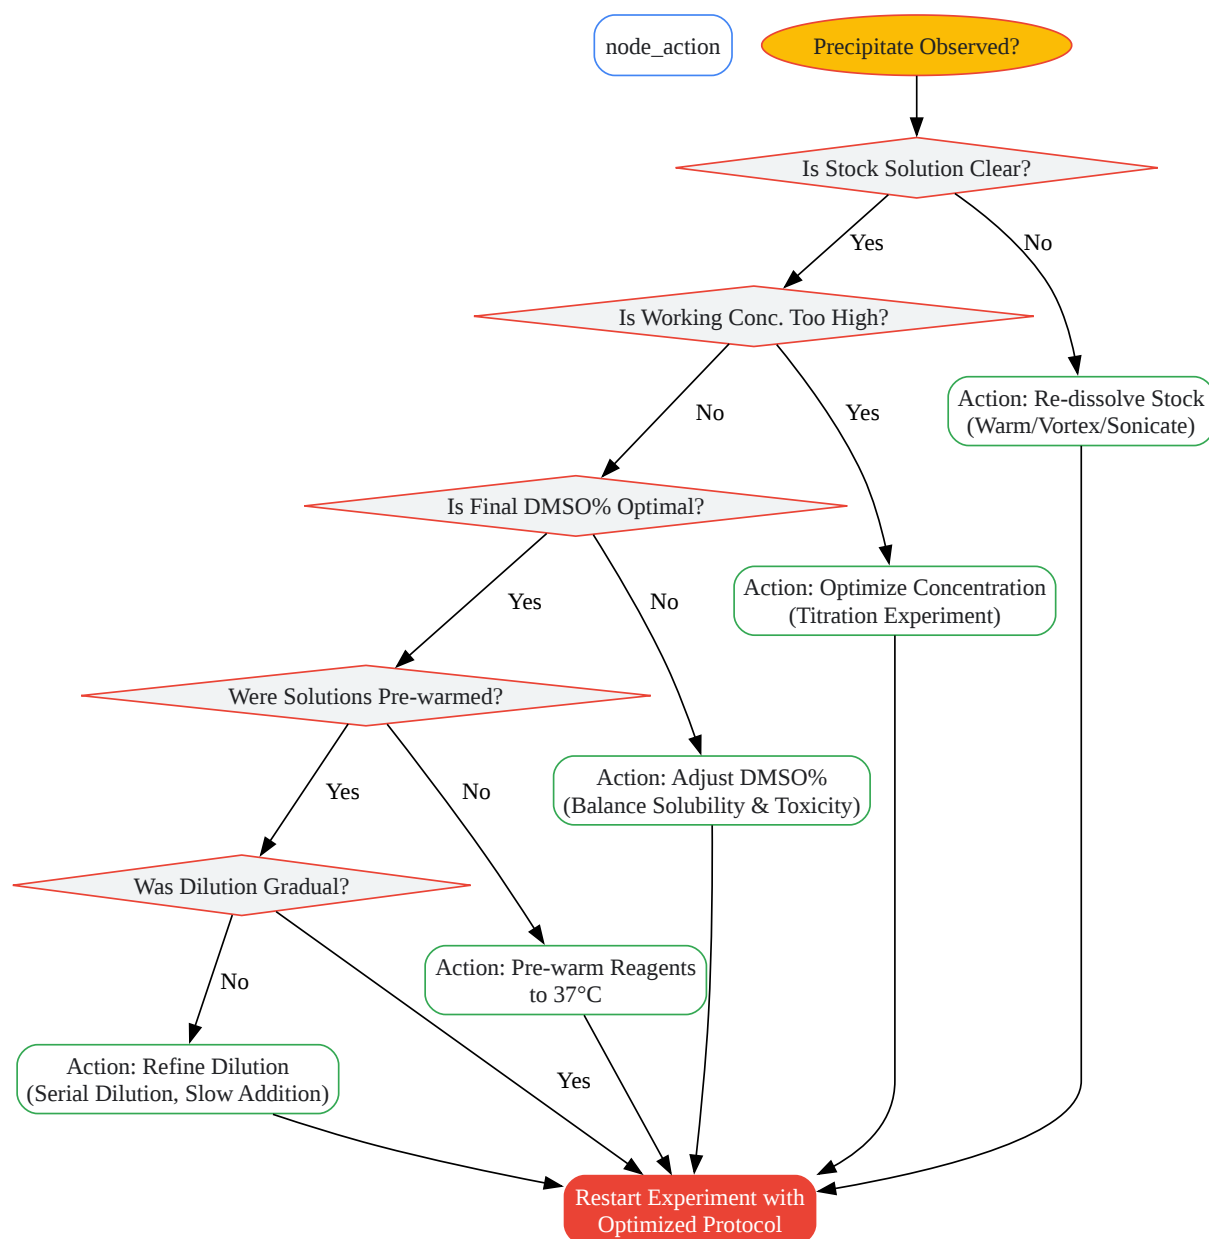 node_action
Precipitate Observed?
Is Stock Solution Clear?
Yes
No
Is Working Conc. Too High?
No
Yes
Action: Re-dissolve Stock
(Warm/Vortex/Sonicate)
Is Final DMSO% Optimal?
Yes
No
Action: Optimize Concentration
(Titration Experiment)
Were Solutions Pre-warmed?
Yes
No
Action: Adjust DMSO%
(Balance Solubility & Toxicity)
Was Dilution Gradual?
No
Yes
Action: Pre-warm Reagents
to 37°C
Action: Refine Dilution
(Serial Dilution, Slow Addition)
Restart Experiment with
Optimized Protocol